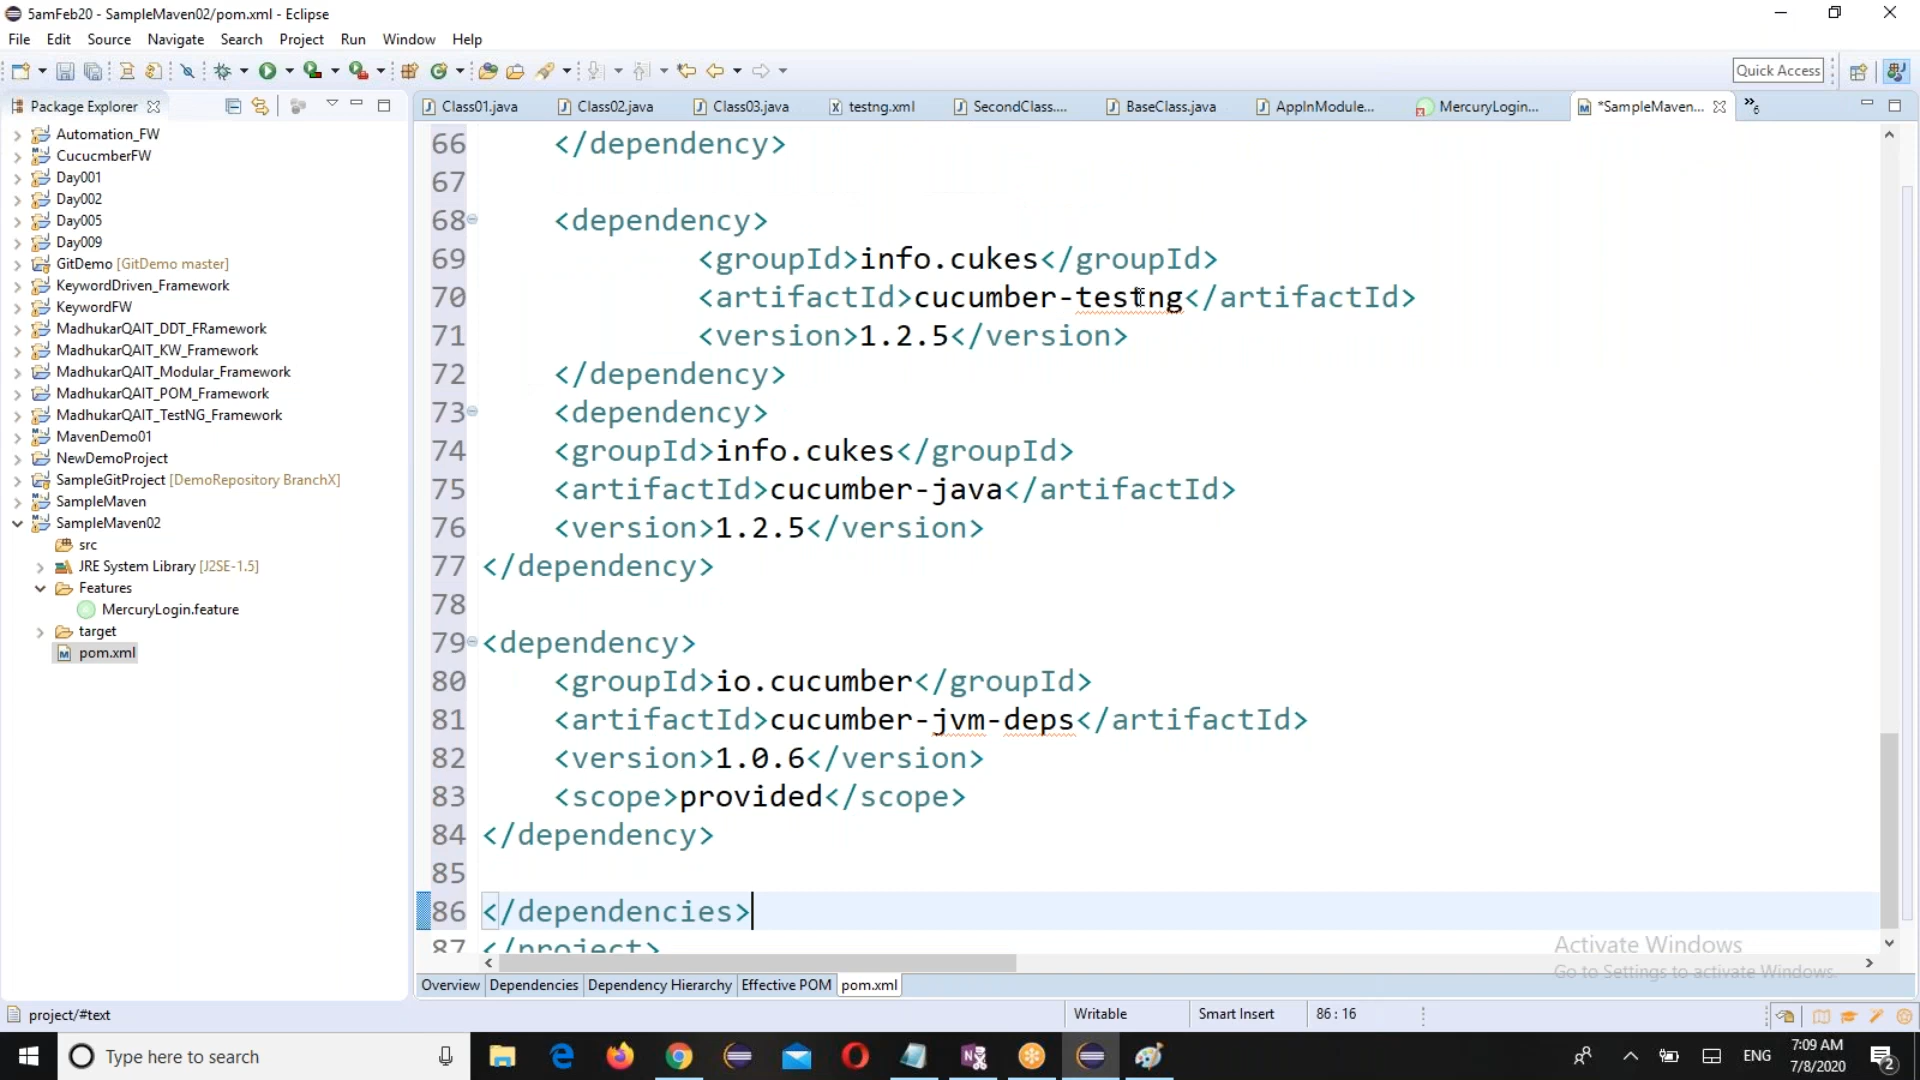 5amFeb20 - SampleMaven02/pom.xml - Eclipse
File Edit Source Navigate Search Project Run Window Help
Quick Access
Package Explorer
Class01.java Class02.java Class03.java testng.xml SecondClass.... BaseClass.java AppInModule... MercuryLogin... *SampleMaven... »6
Automation_FW
CucucmberFW
Day001
Day002
Day005
Day009
GitDemo [GitDemo master]
KeywordDriven_Framework
KeywordFW
MadhukarQAIT_DDT_FRamework
MadhukarQAIT_KW_Framework
MadhukarQAIT_Modular_Framework
MadhukarQAIT_POM_Framework
MadhukarQAIT_TestNG_Framework
MavenDemo01
NewDemoProject
SampleGitProject [DemoRepository BranchX]
SampleMaven
SampleMaven02
src
JRE System Library [J2SE-1.5]
Features
MercuryLogin.feature
target
pom.xml
66 </dependency>
67
68 <dependency>
69 <groupId>info.cukes</groupId>
70 <artifactId>cucumber-testng</artifactId>
71 <version>1.2.5</version>
72 </dependency>
73 <dependency>
74 <groupId>info.cukes</groupId>
75 <artifactId>cucumber-java</artifactId>
76 <version>1.2.5</version>
77 </dependency>
78
79 <dependency>
80 <groupId>io.cucumber</groupId>
81 <artifactId>cucumber-jvm-deps</artifactId>
82 <version>1.0.6</version>
83 <scope>provided</scope>
84 </dependency>
85
86 </dependencies>
87 </project>
Activate Windows
Go to Settings to activate Windows.
Overview Dependencies Dependency Hierarchy Effective POM pom.xml
project/#text
Writable Smart Insert 86 : 16
Type here to search
ENG
7:09 AM
7/8/2020
2